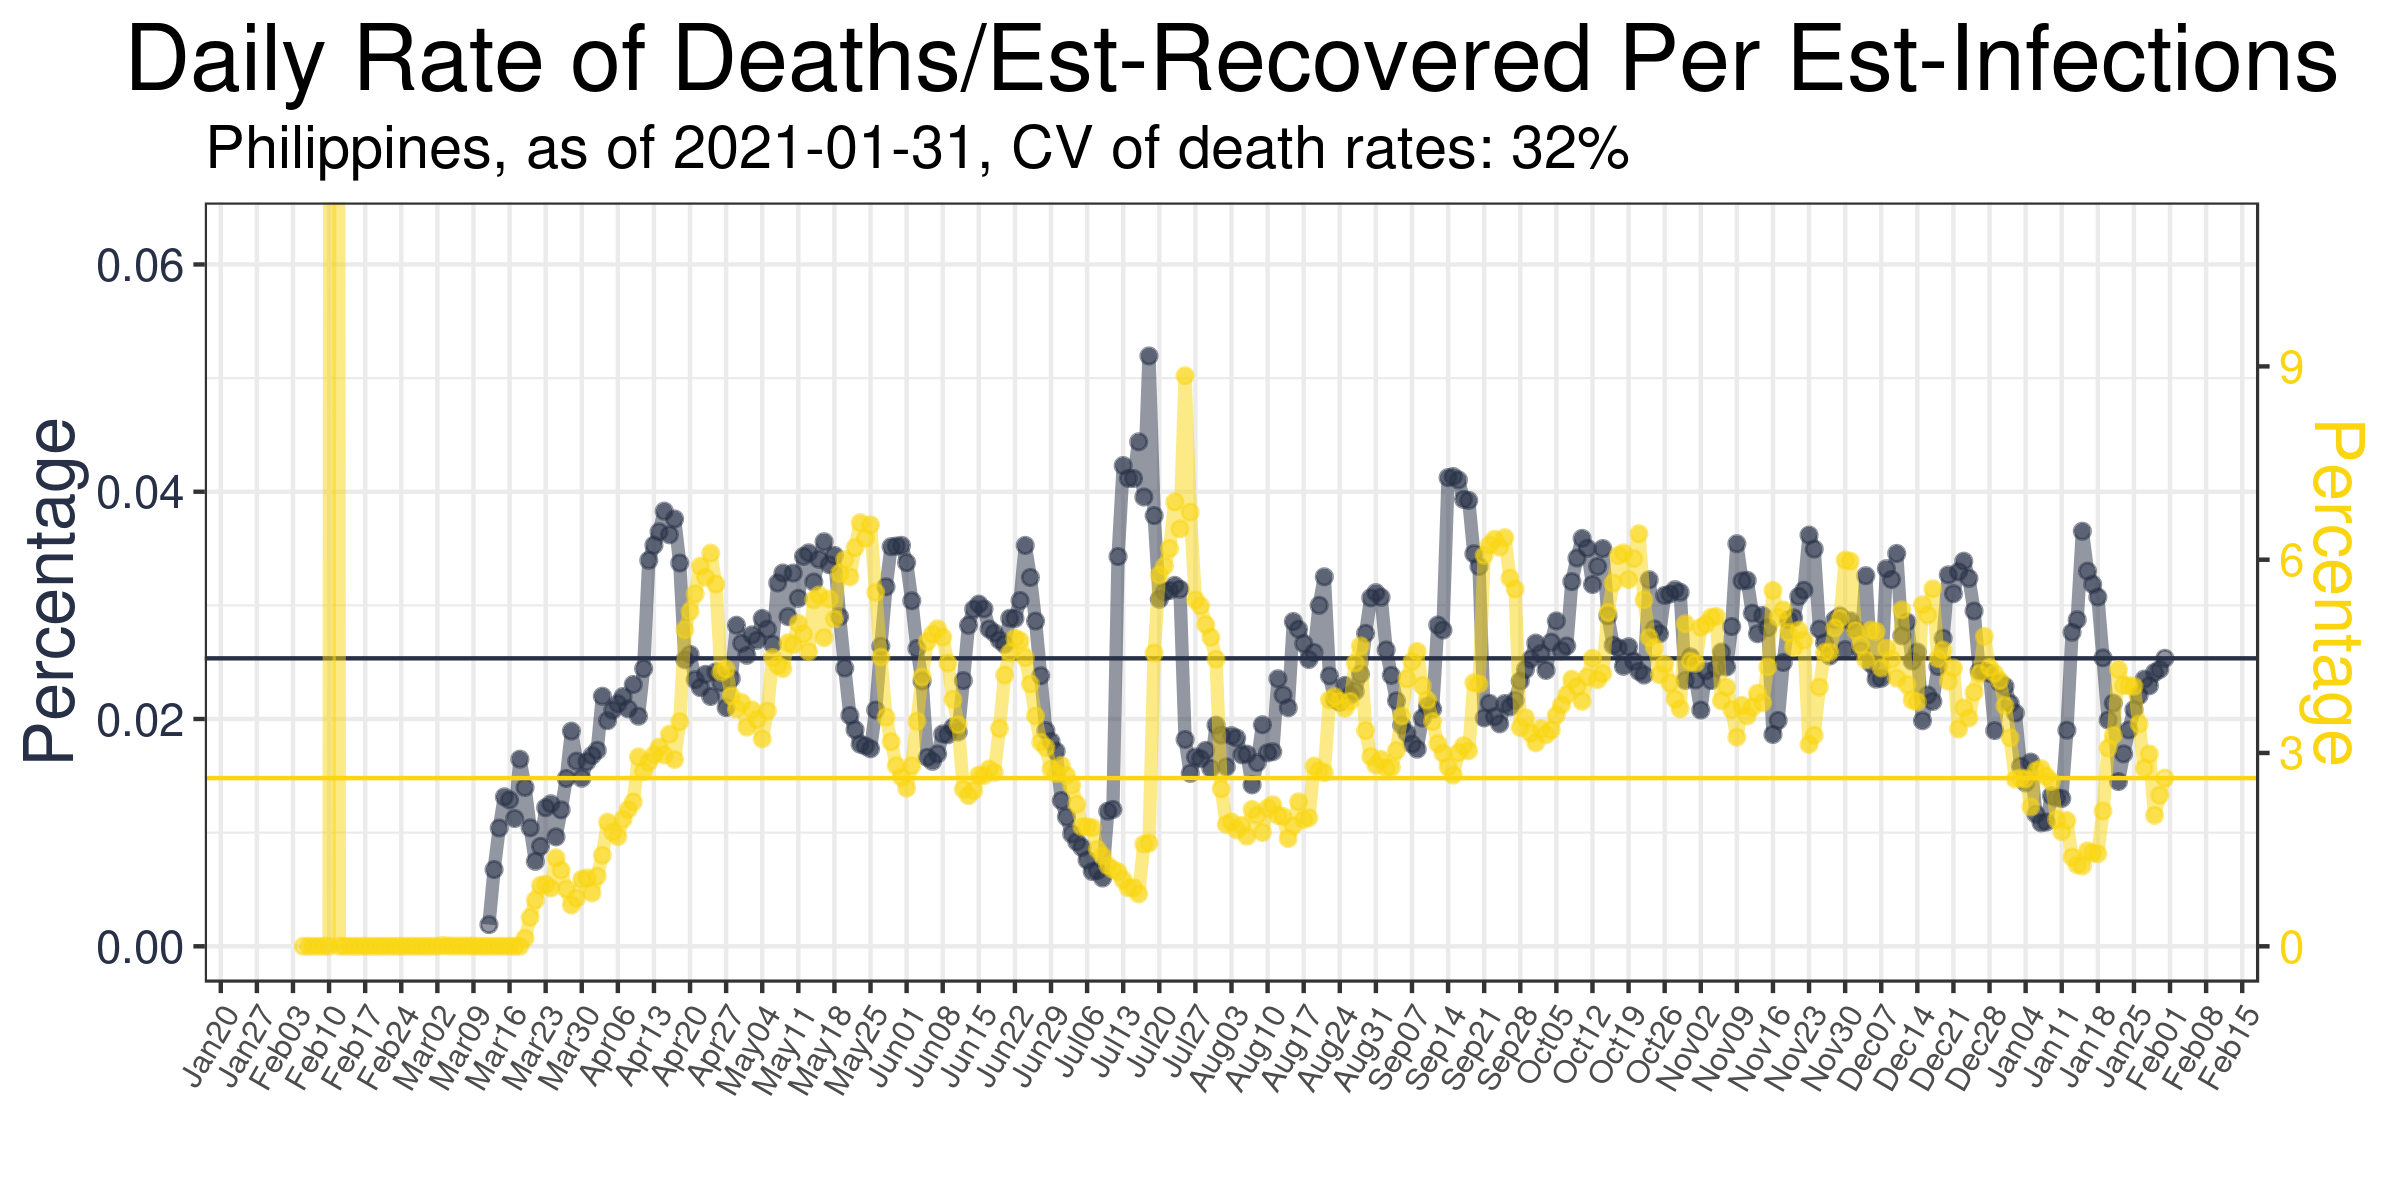 Daily Rate of Deaths/Est-Recovered Per Est-Infections
Philippines, as of 2021-01-31, CV of death rates: 32%
Percentage
0.06
0.04
0.02
0.00
9
6
3
0
Percentage
Jan20
Jan27
Feb03
Feb10
Feb17
Feb24
Mar02
Mar09
Mar16
Mar23
Mar30
Apr06
Apr13
Apr20
Apr27
May04
May11
May18
May25
Jun01
Jun08
Jun15
Jun22
Jun29
Jul06
Jul13
Jul20
Jul27
Aug03
Aug10
Aug17
Aug24
Aug31
Sep07
Sep14
Sep21
Sep28
Oct05
Oct12
Oct19
Oct26
Nov02
Nov09
Nov16
Nov23
Nov30
Dec07
Dec14
Dec21
Dec28
Jan04
Jan11
Jan18
Jan25
Feb01
Feb08
Feb15